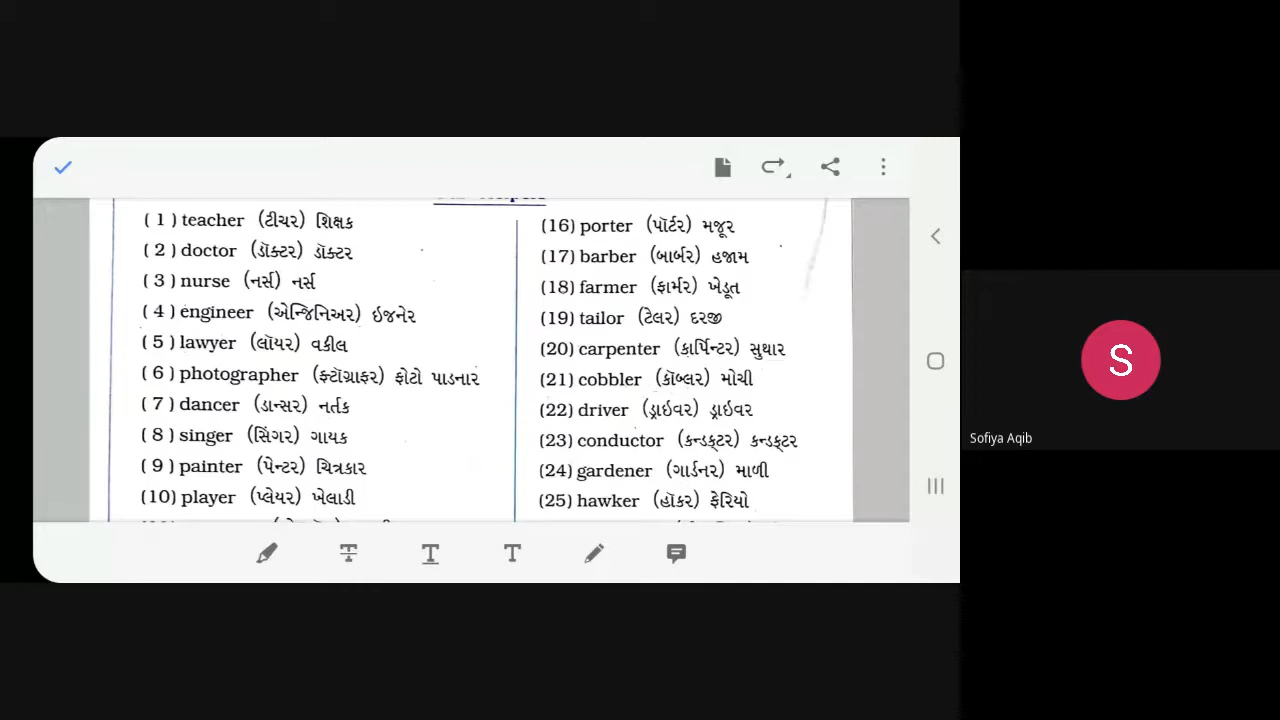 ( 1 ) teacher (ટીચર) શિક્ષક
( 2 ) doctor (ડૉક્ટર) ડૉક્ટર
( 3 ) nurse (નર્સ) નર્સ
( 4 ) engineer (એન્જિનિઅર) ઇજનેર
( 5 ) lawyer (લૉયર) વકીલ
( 6 ) photographer (ફ્ટૉગ્રાફર) ફોટો પાડનાર
( 7 ) dancer (ડાન્સર) નર્તક
( 8 ) singer (સિંગર) ગાયક
( 9 ) painter (પેન્ટર) ચિત્રકાર
(10) player (પ્લેયર) ખેલાડી
(16) porter (પૉર્ટર) મજૂર
(17) barber (બાર્બર) હજામ
(18) farmer (ફાર્મર) ખેડૂત
(19) tailor (ટેલર) દરજી
(20) carpenter (કાર્પિન્ટર) સુથાર
(21) cobbler (કૉબ્લર) મોચી
(22) driver (ડ્રાઇવર) ડ્રાઇવર
(23) conductor (કન્ડક્ટર) કન્ડક્ટર
(24) gardener (ગાર્ડનર) માળી
(25) hawker (હૉકર) ફેરિયો
S
Sofiya Aqib